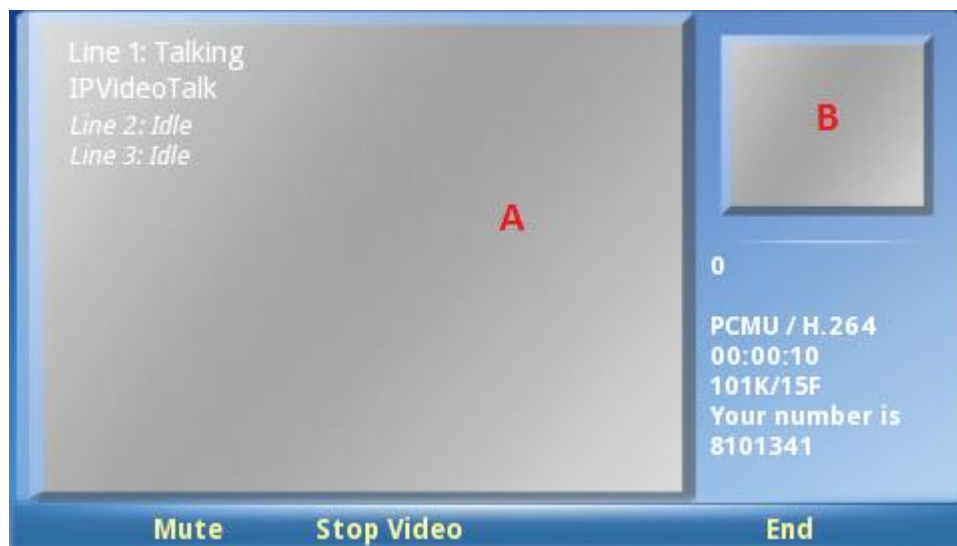 Line 1: Talking
IPVideoTalk
Line 2: Idle
Line 3: Idle
A
B
0
PCMU / H.264
00:00:10
101K/15F
Your number is
8101341
Mute Stop Video End